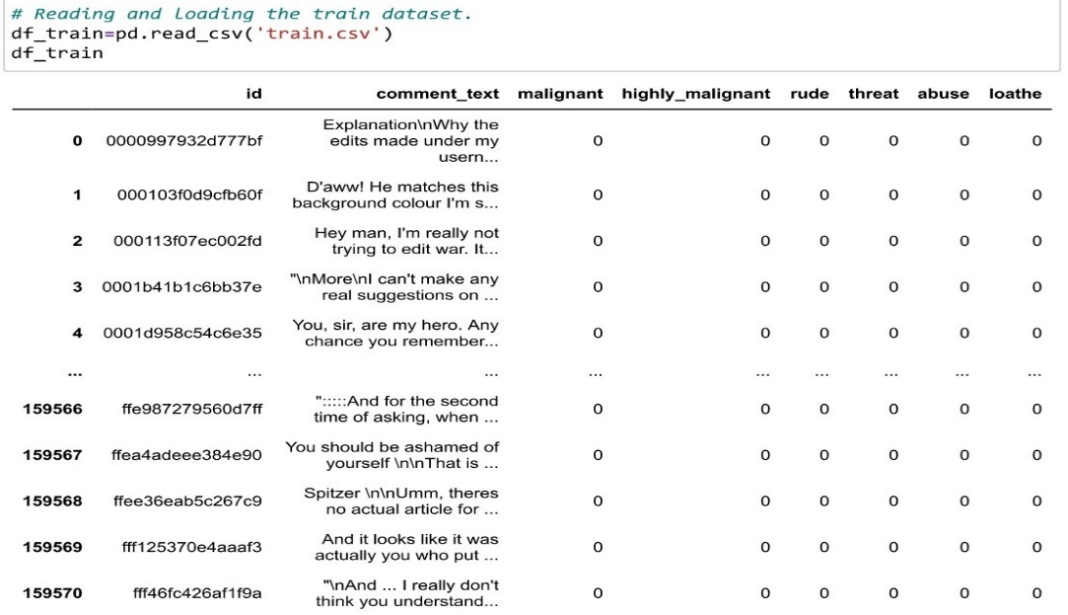 # Reading and Loading the train dataset.
df_train=pd.read_csv('train.csv')
df_train
id comment_text malignant highly_malignant rude threat abuse loathe
Explanation\nWhy the
0 0000997932d777bf edits made under my 0 0 0 0 0 0
usern...
D'aww! He matches this
1 000103f0d9cfb60f 0 0 0 0 0 0
background colour I'm s...
Hey man, I'm really not
2 000113f07ec002fd 0 0 0 0 0 0
trying to edit war. It...
"\nMore\nI can't make any
3 0001b41b1c6bb37e 0 0 0 0 0 0
real suggestions on ...
You, sir, are my hero. Any
4 0001d958c54c6e35 0 0 0 0 0 0
chance you remember...
... ... ... ... ... ... ... ... ...
":::::And for the second
159566 ffe987279560d7ff 0 0 0 0 0 0
time of asking, when ...
You should be ashamed of
159567 ffea4adeee384e90 0 0 0 0 0 0
yourself \n\nThat is ...
Spitzer \n\nUmm, theres
159568 ffee36eab5c267c9 0 0 0 0 0 0
no actual article for ...
And it looks like it was
159569 fff125370e4aaaf3 0 0 0 0 0 0
actually you who put ...
"\nAnd ... I really don't
159570 fff46fc426af1f9a 0 0 0 0 0 0
think you understand...